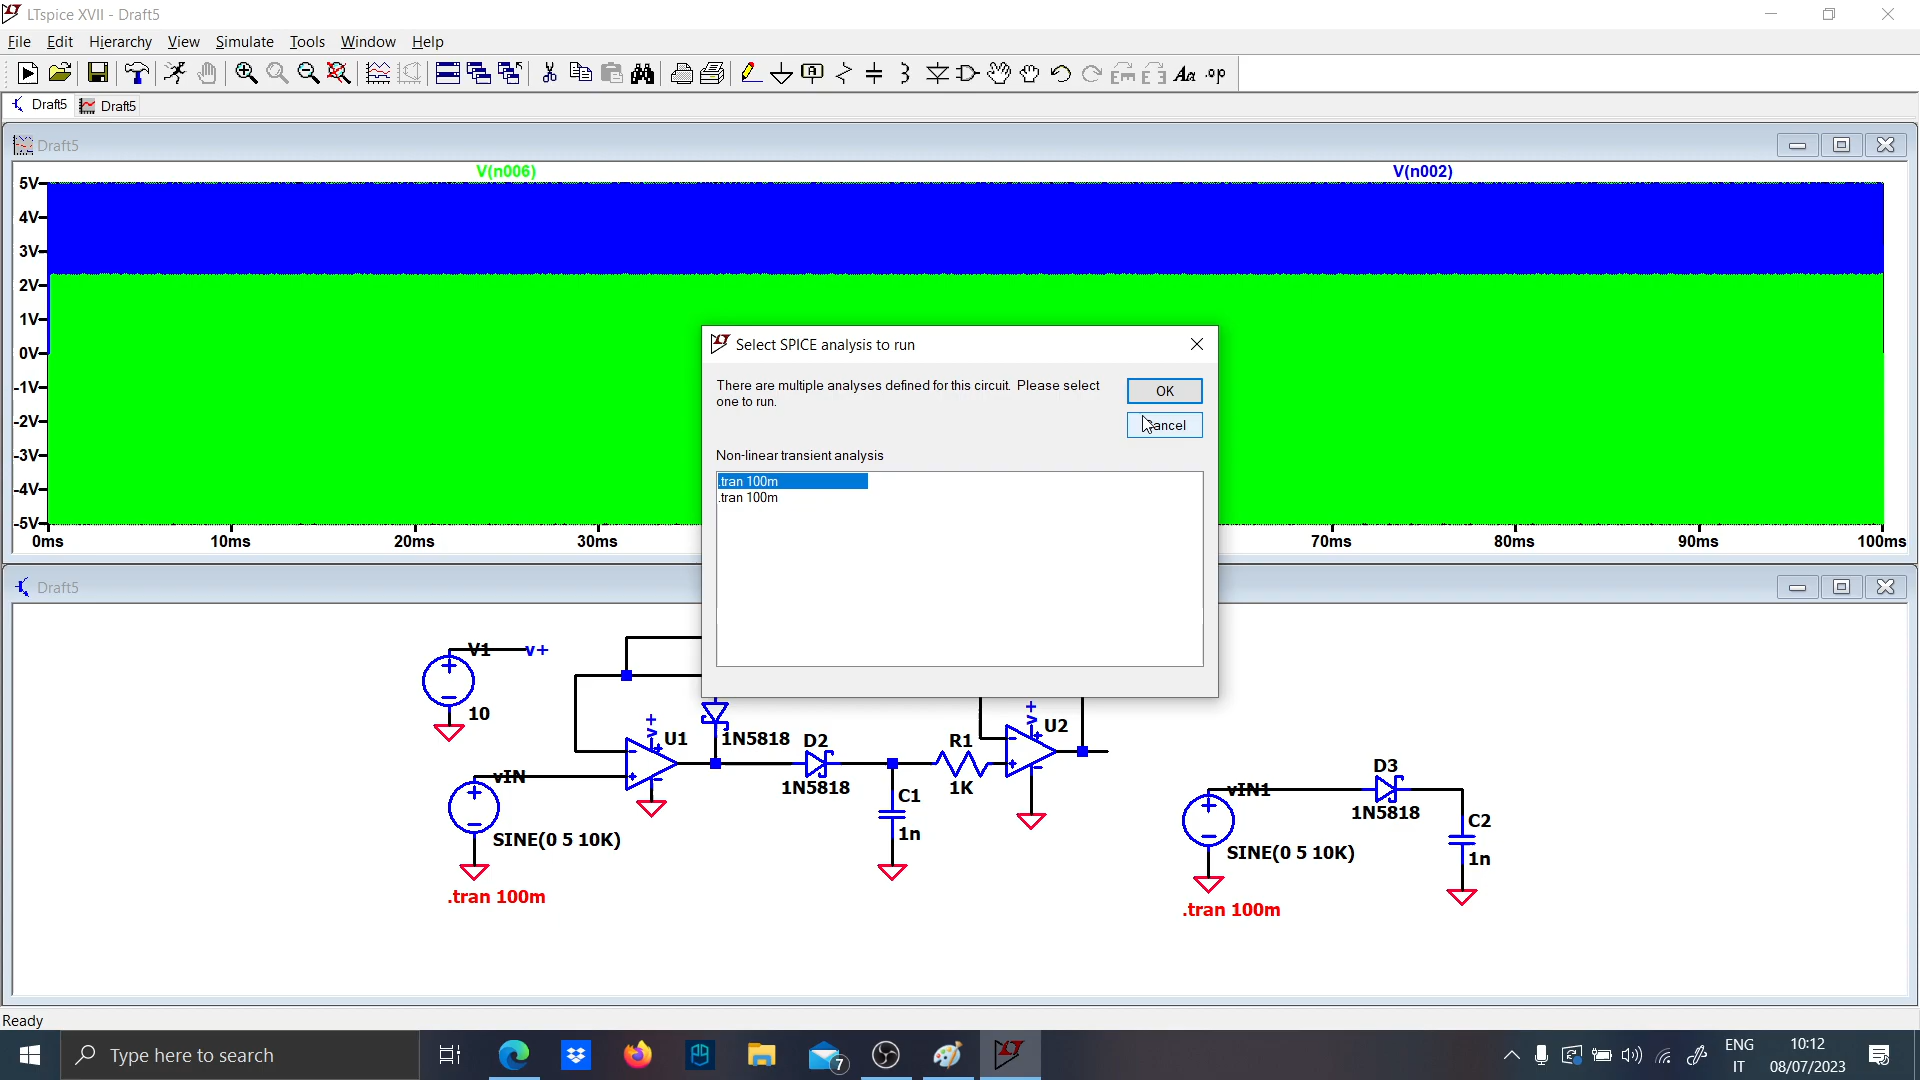 LTspice XVII - Draft5
File Edit Hierarchy View Simulate Tools Window Help
Aa .op
Draft5 Draft5
Draft5
V(n006) V(n002)
5V
4V
3V
2V
1V
0V
-1V
-2V
-3V
-4V
-5V
0ms 10ms 20ms 30ms 70ms 80ms 90ms 100ms
Select SPICE analysis to run
There are multiple analyses defined for this circuit. Please select
one to run.
OK
Cancel
Non-linear transient analysis
.tran 100m
.tran 100m
Draft5
V1 v+
10
v+ U1
1N5818 D2
1N5818
R1
1K
v+ U2
vIN
SINE(0 5 10K)
C1
1n
.tran 100m
vIN1
D3
1N5818
C2
1n
SINE(0 5 10K)
.tran 100m
Ready
Type here to search
7
ENG
IT
10:12
08/07/2023